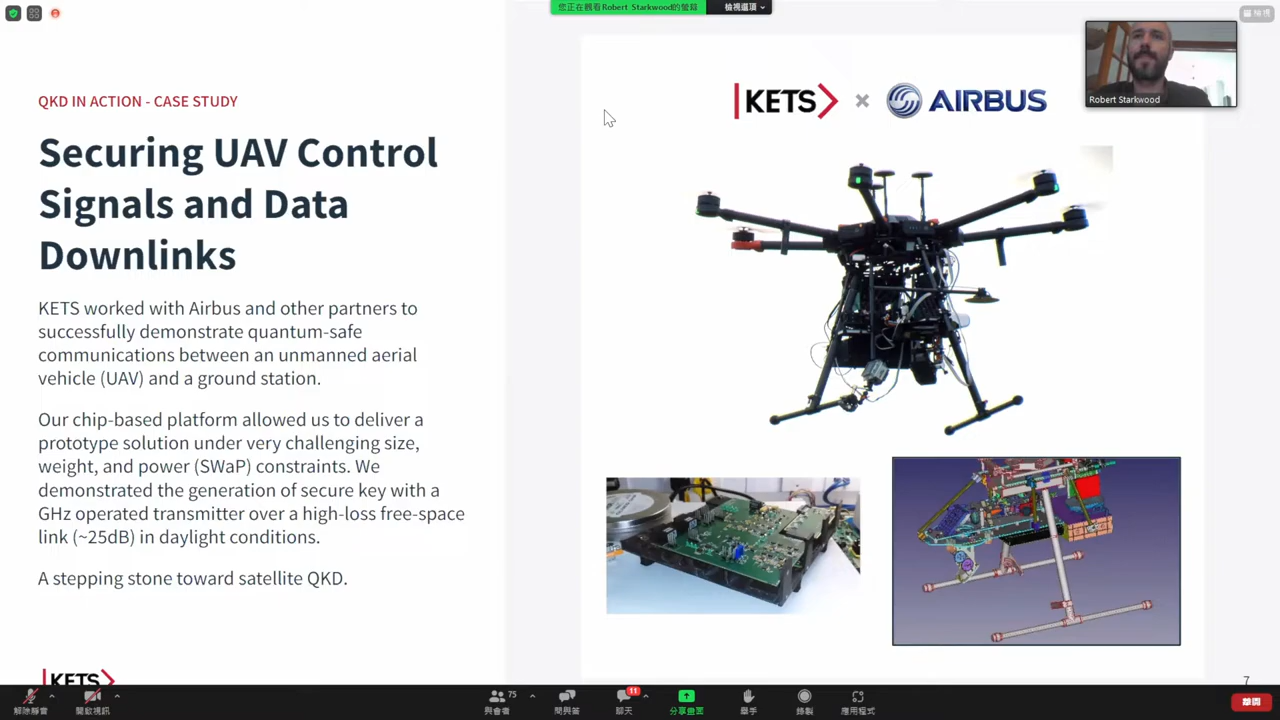 您正在觀看Robert Starkwood的螢幕
檢視選項
檢視
QKD IN ACTION - CASE STUDY
Securing UAV Control
Signals and Data
Downlinks
KETS worked with Airbus and other partners to
successfully demonstrate quantum-safe
communications between an unmanned aerial
vehicle (UAV) and a ground station.
Our chip-based platform allowed us to deliver a
prototype solution under very challenging size,
weight, and power (SWaP) constraints. We
demonstrated the generation of secure key with a
GHz operated transmitter over a high-loss free-space
link (~25dB) in daylight conditions.
A stepping stone toward satellite QKD.
KETS
KETS × AIRBUS
Robert Starkwood
7
解除靜音
開啟視訊
75
與會者
問與答
11
聊天
分享螢幕
舉手
錄製
應用程式
離開